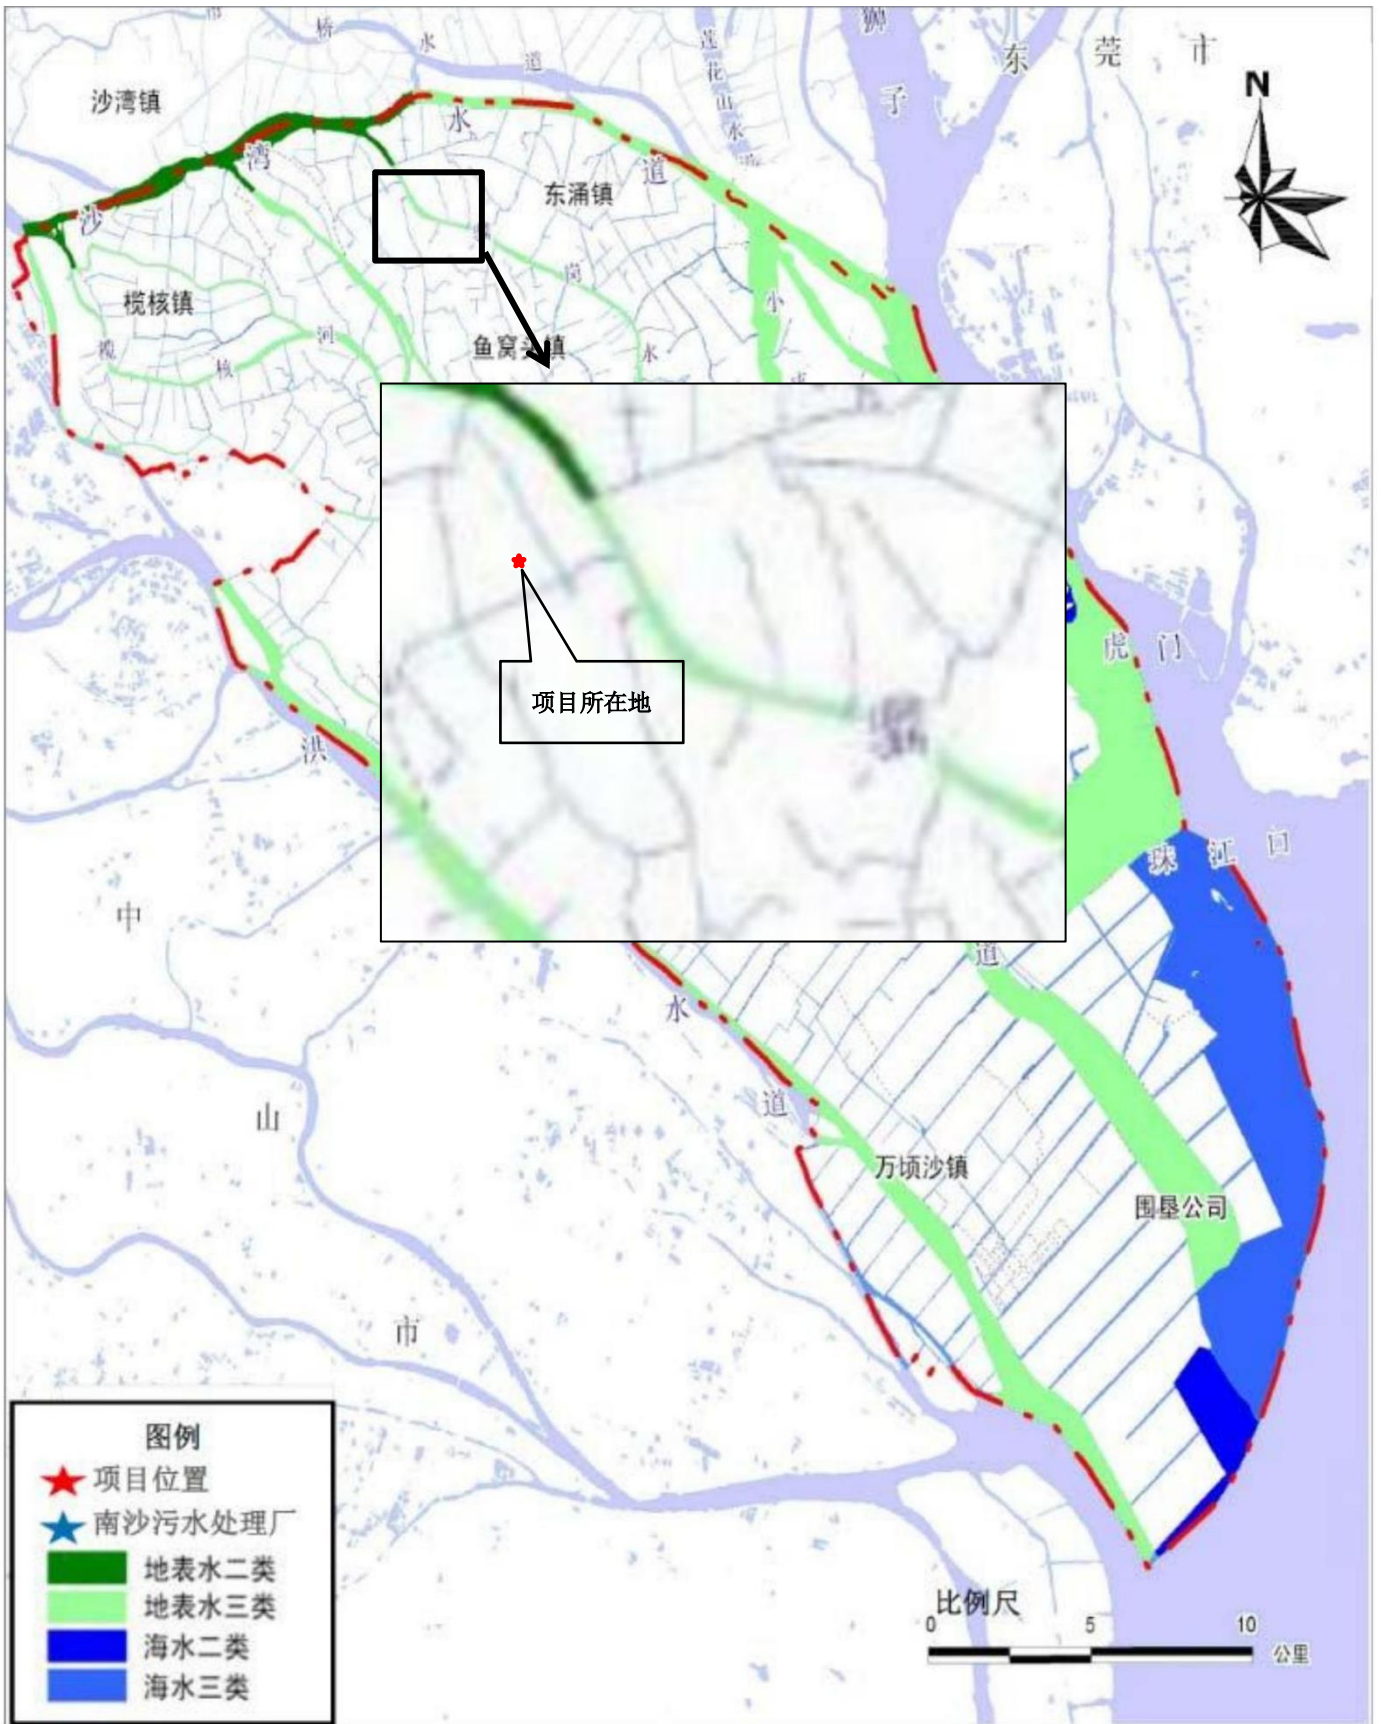 市
桥
水
道
莲
花
山
水
道
狮
子
东 莞 市
N
沙湾镇
水
湾
道
沙
东涌镇
榄核镇
榄
核
河
岗
水
小
鱼窝头镇
项目所在地
虎 门
洪
珠 江 口
中
道
水
山
道
万顷沙镇
围垦公司
市
图例
项目位置
南沙污水处理厂
地表水二类
地表水三类
海水二类
海水三类
比例尺
0 5 10
公里